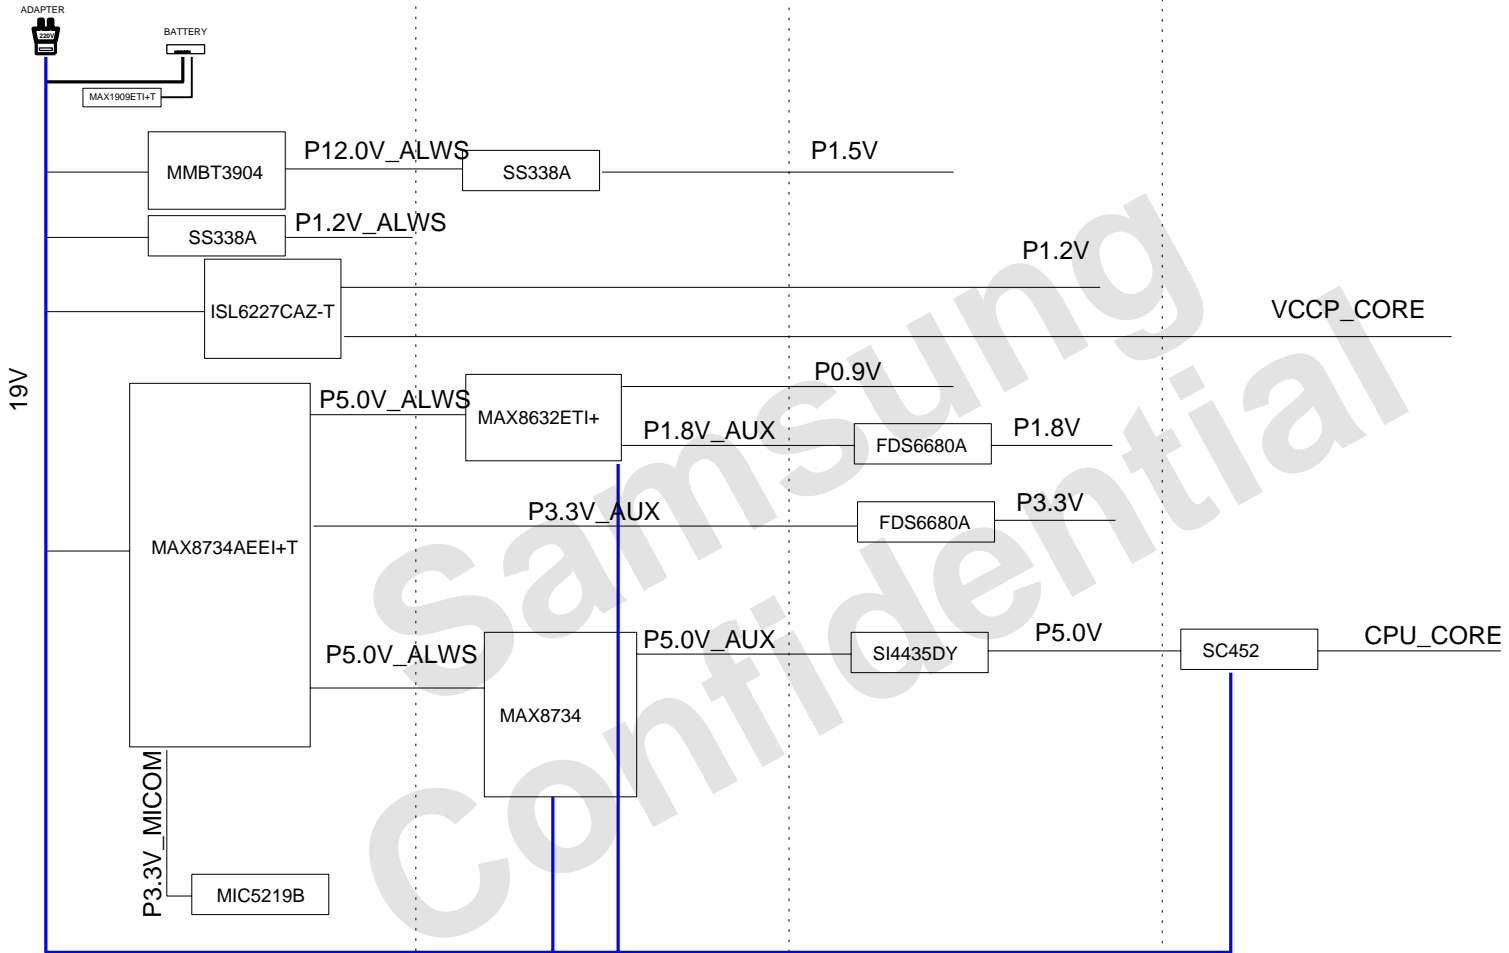 ADAPTER
220V
BATTERY
MAX1909ETI+T
MMBT3904
P12.0V_ALWS
SS338A
P1.5V
SS338A
P1.2V_ALWS
ISL6227CAZ-T
P1.2V
VCCP_CORE
19V
MAX8734AEEI+T
P5.0V_ALWS
MAX8632ETI+
P0.9V
P1.8V_AUX
FDS6680A
P1.8V
P3.3V_AUX
FDS6680A
P3.3V
P5.0V_ALWS
MAX8734
P5.0V_AUX
SI4435DY
P5.0V
SC452
CPU_CORE
P3.3V_MICOM
MIC5219B
Samsung
Confidential